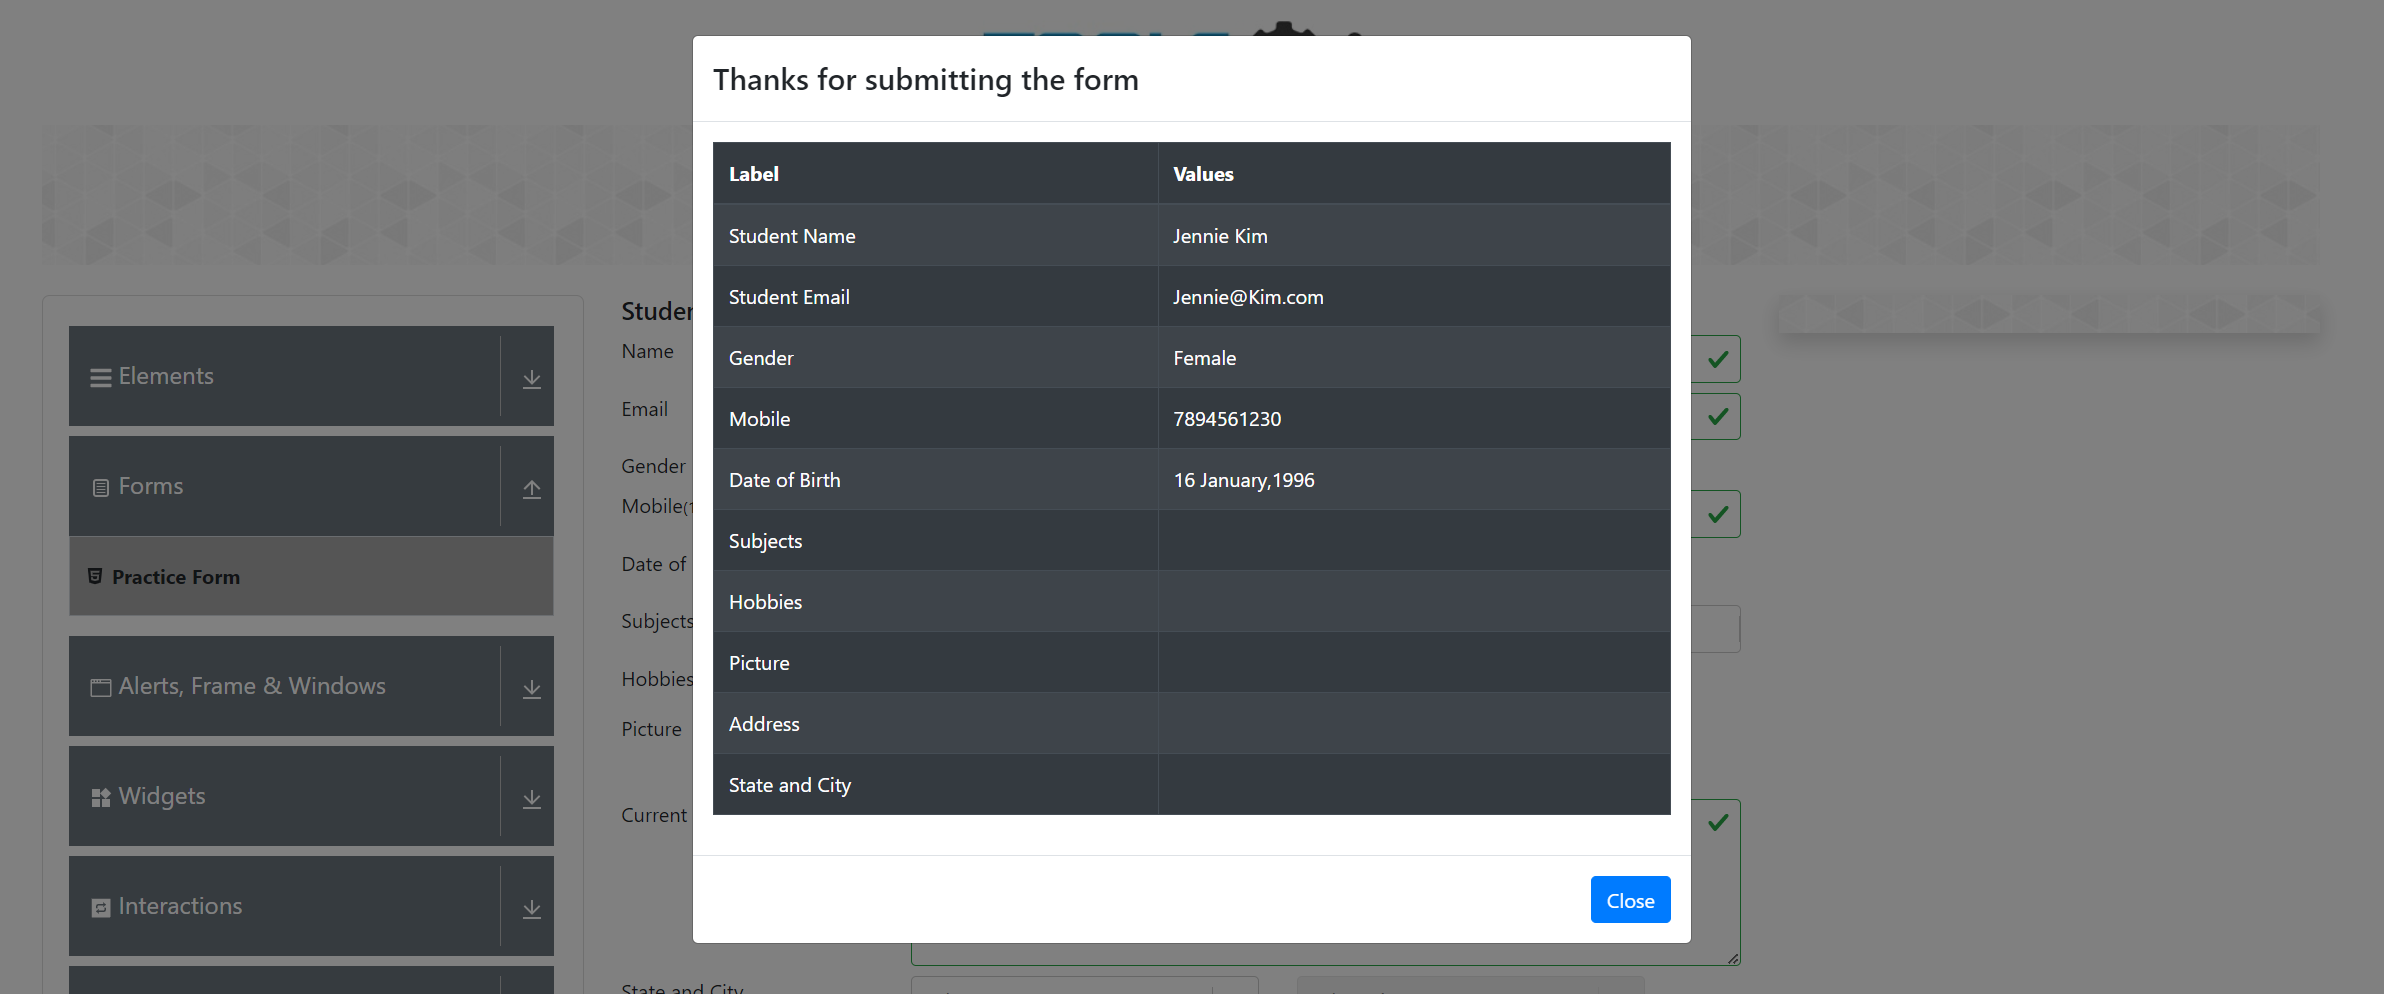 Thanks for submitting the form
Label Values
Student Name Jennie Kim
Student Email Jennie@Kim.com
Gender Female
Mobile 7894561230
Date of Birth 16 January,1996
Subjects
Hobbies
Picture
Address
State and City
Close
Elements
Forms
Practice Form
Alerts, Frame & Windows
Widgets
Interactions
Name
Email
Gender
Mobile
Date of
Subjects
Hobbies
Picture
Current
State and City